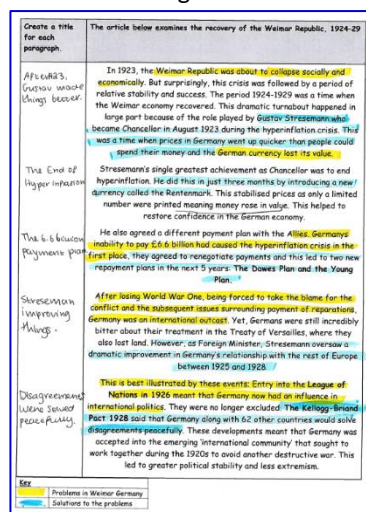 Create a title
for each
paragraph.
The article below examines the recovery of the Weimar Republic, 1924-29
Gustav made
things better.
In 1923, the Weimar Republic was about to collapse socially and
economically. But surprisingly, this crisis was followed by a period of
relative stability and success. The period 1924-1929 was a time when
the Weimar economy recovered. This dramatic turnabout happened in
large part because of the role played by Gustav Stresemann who
became Chancellor in August 1923 during the hyperinflation crisis. This
was a time when prices in Germany went up quicker than people could
spend their money and the German currency lost its value.
The End of
Hyper Inflation
Stresemann's single greatest achievement as Chancellor was to end
hyperinflation. He did this in just three months by introducing a new
currency called the Rentenmark. This stabilised prices as only a limited
number were printed meaning money rose in value. This helped to
restore confidence in the German economy.
The 6.6 billion
payment plan
He also agreed a different payment plan with the Allies. Germanys
inability to pay £6.6 billion had caused the hyperinflation crisis in the
first place, they agreed to renegotiate payments and this led to two new
repayment plans in the next 5 years: The Dawes Plan and the Young
Plan.
Streseman
improving
things.
After losing World War One, being forced to take the blame for the
conflict and the subsequent issues surrounding payment of reparations,
Germany was an international outcast. Yet, Germans were still incredibly
bitter about their treatment in the Treaty of Versailles, where they
also lost land. However, as Foreign Minister, Stresemann oversaw a
dramatic improvement in Germany's relationship with the rest of Europe
between 1925 and 1928.
Disagreements
were solved
peacefully.
This is best illustrated by these events: Entry into the League of
Nations in 1926 meant that Germany now had an influence in
international politics. They were no longer excluded. The Kellogg-Briand
Pact 1928 said that Germany along with 62 other countries would solve
disagreements peacefully. These developments meant that Germany was
accepted into the emerging 'international community' that sought to
work together during the 1920s to avoid another destructive war. This
led to greater political stability and less extremism.
Key
Problems in Weimar Germany
Solutions to the problems